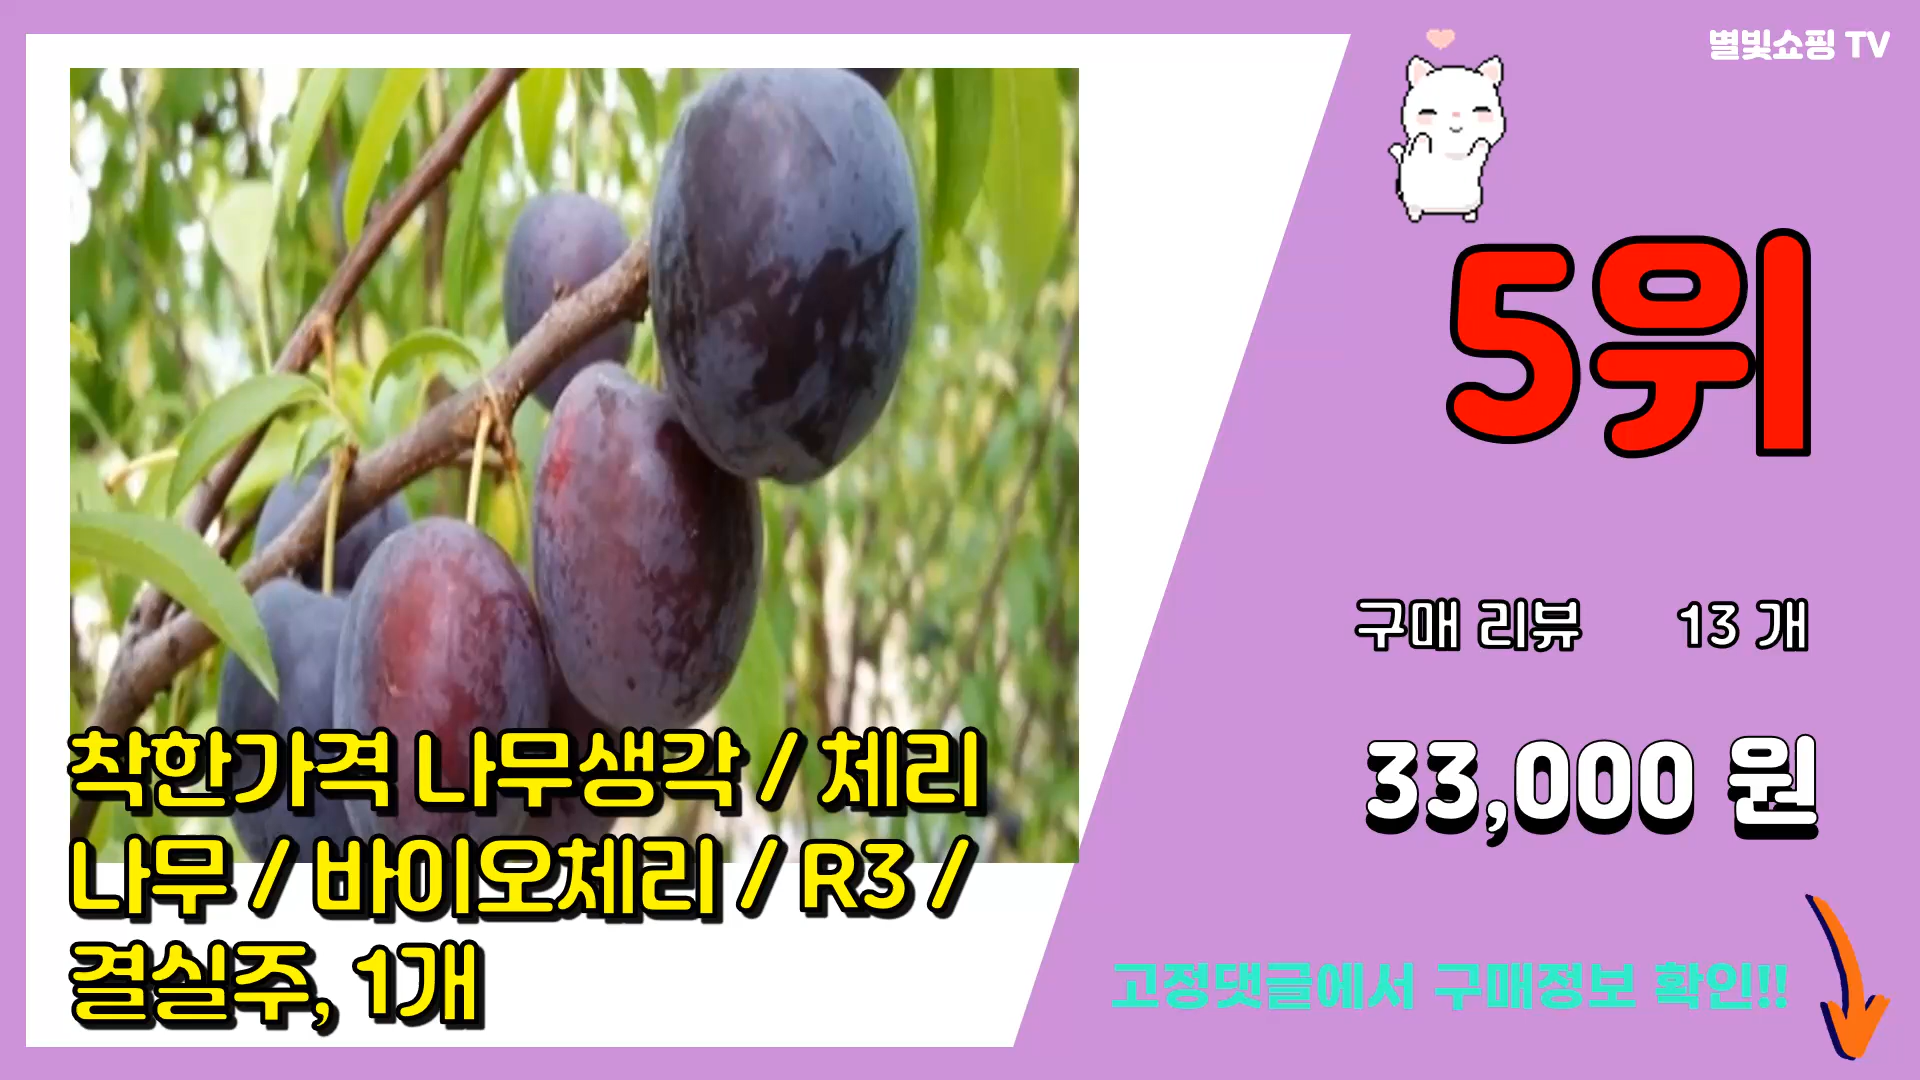 별빛쇼핑 TV
5위
구매 리뷰 13 개
33,000 원
착한가격 나무생각 / 체리
나무 / 바이오체리 / R3 /
결실주, 1개
고정댓글에서 구매정보 확인!!